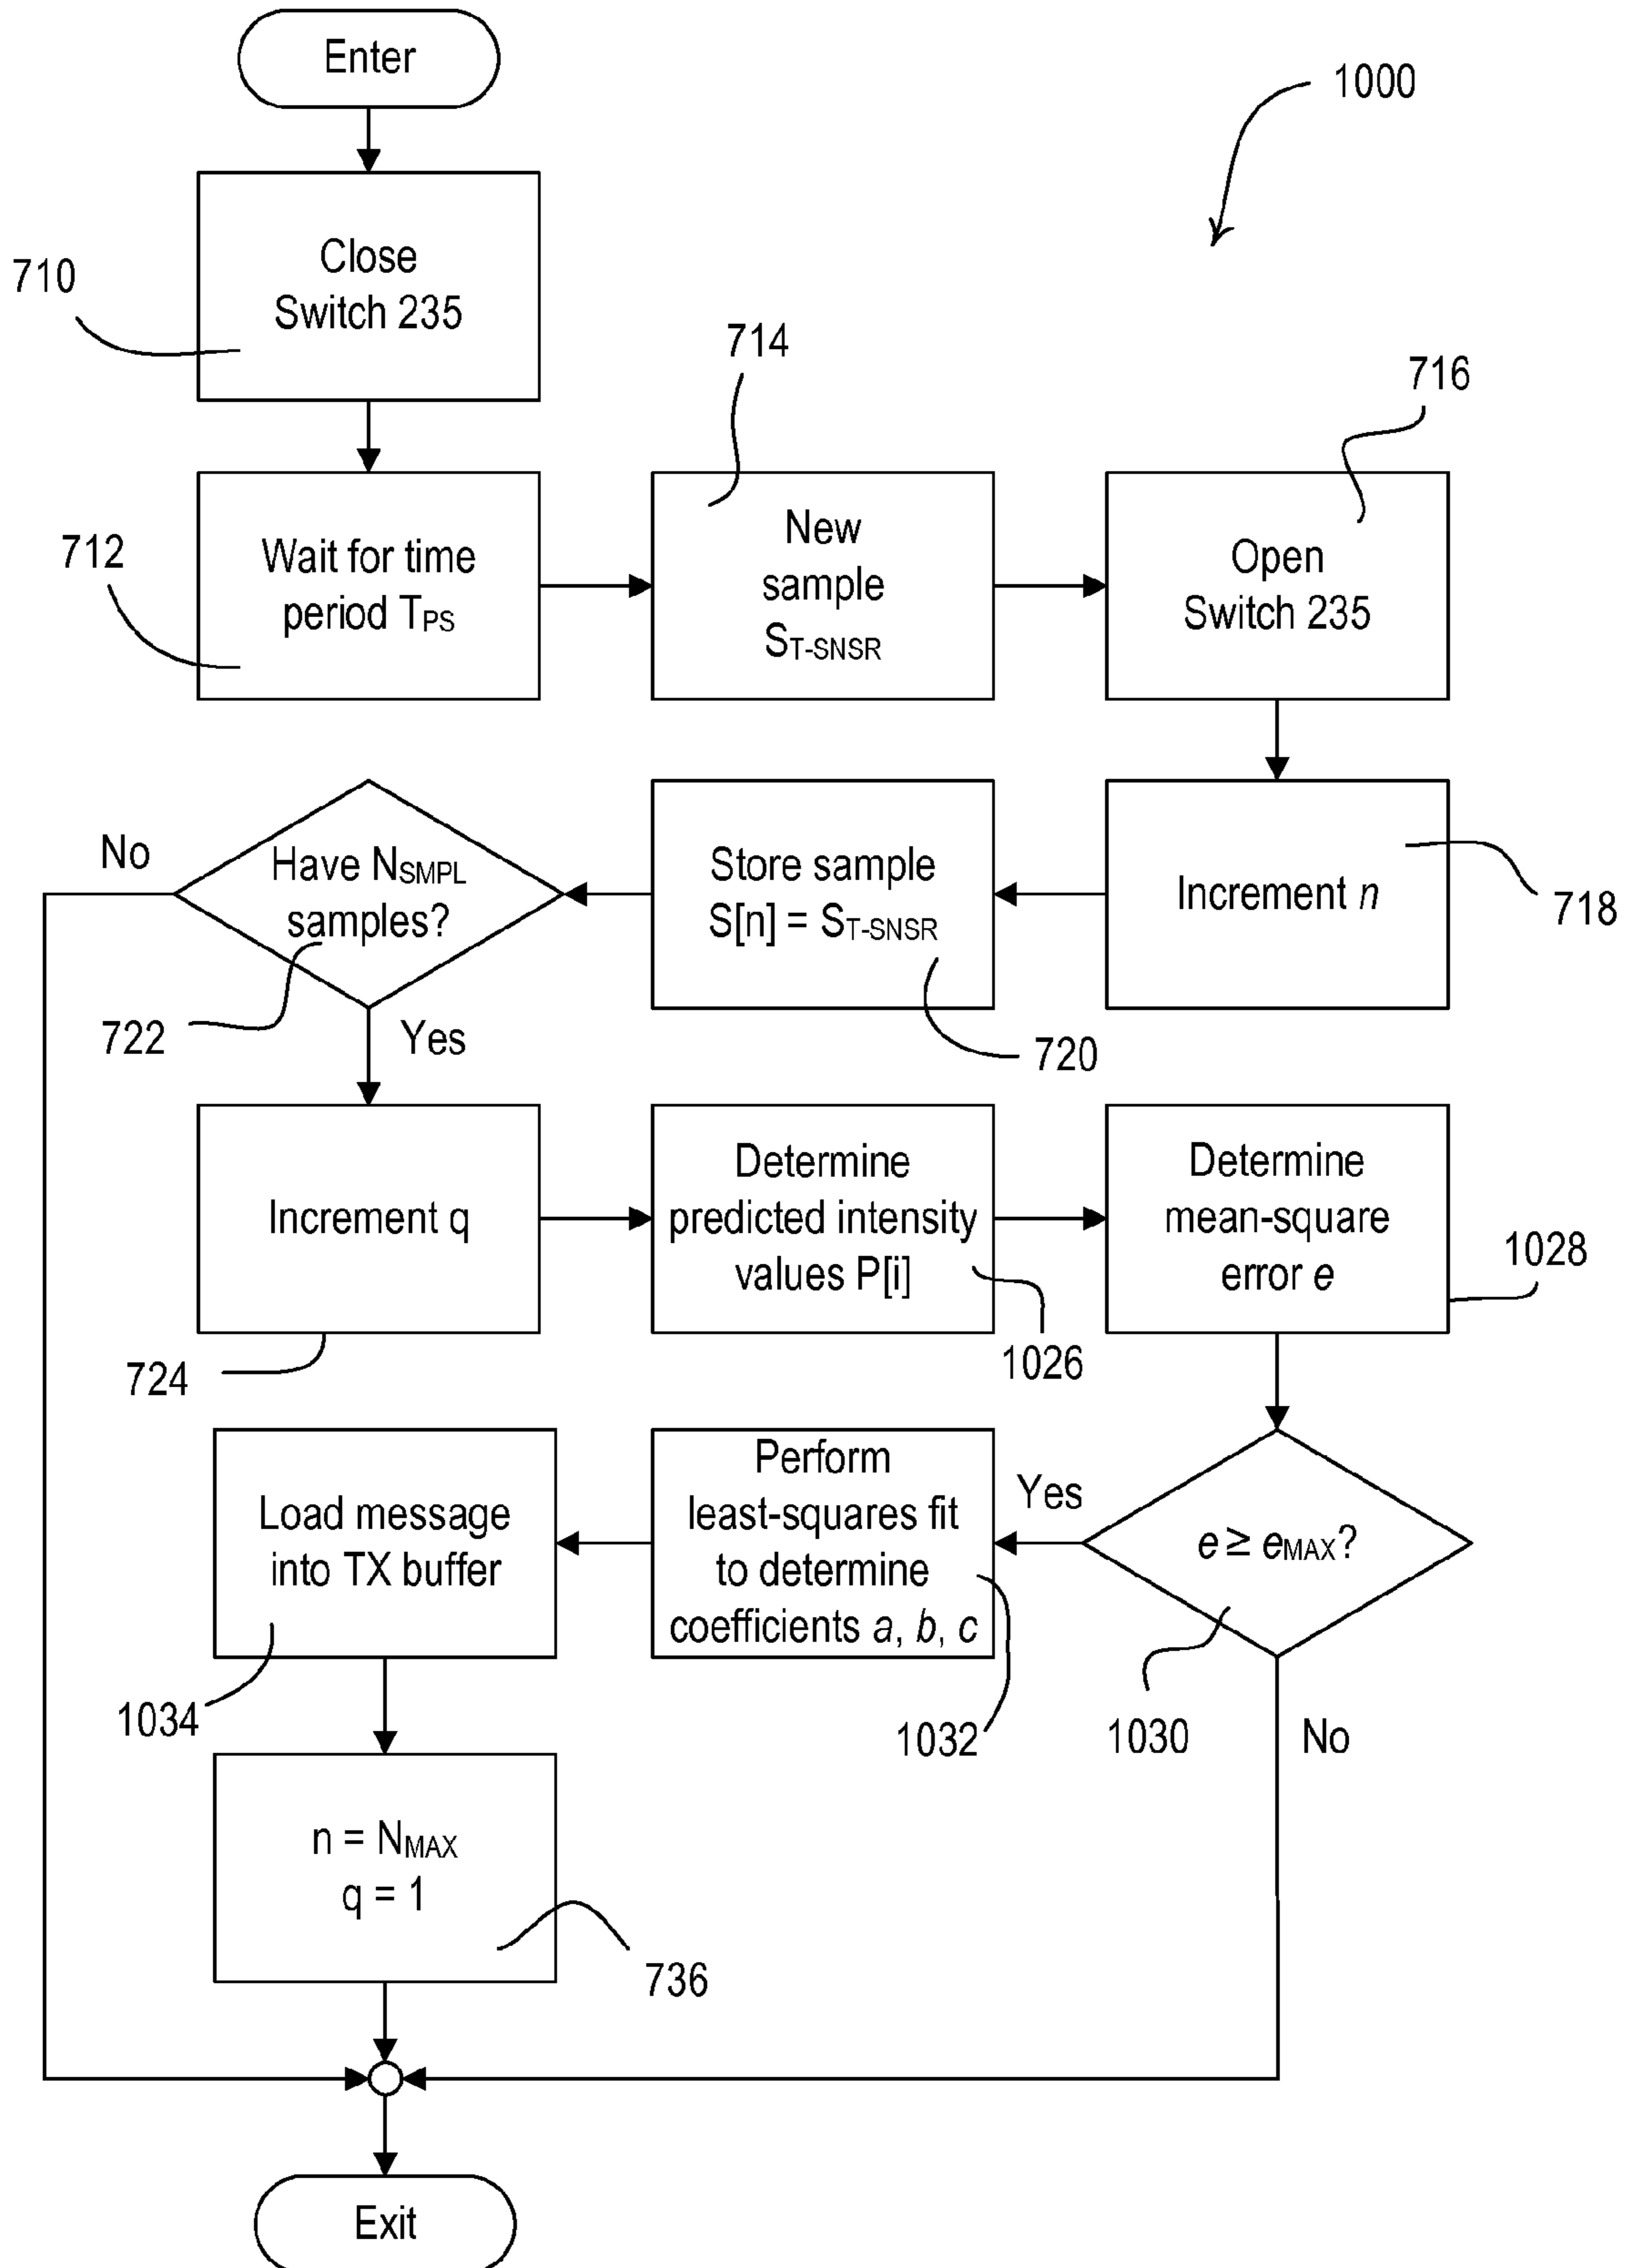 Enter
1000
Close
Switch 235
710
714
716
712
Wait for time
period TPS
New
sample
ST-SNSR
Open
Switch 235
No
Have NSMPL
samples?
722
Yes
Store sample
S[n] = ST-SNSR
720
Increment n
718
Increment q
724
Determine
predicted intensity
values P[i]
1026
Determine
mean-square
error e
1028
Load message
into TX buffer
1034
Perform
least-squares fit
to determine
coefficients a, b, c
1032
Yes
e ≥ eMAX?
1030
No
n = NMAX
q = 1
736
Exit